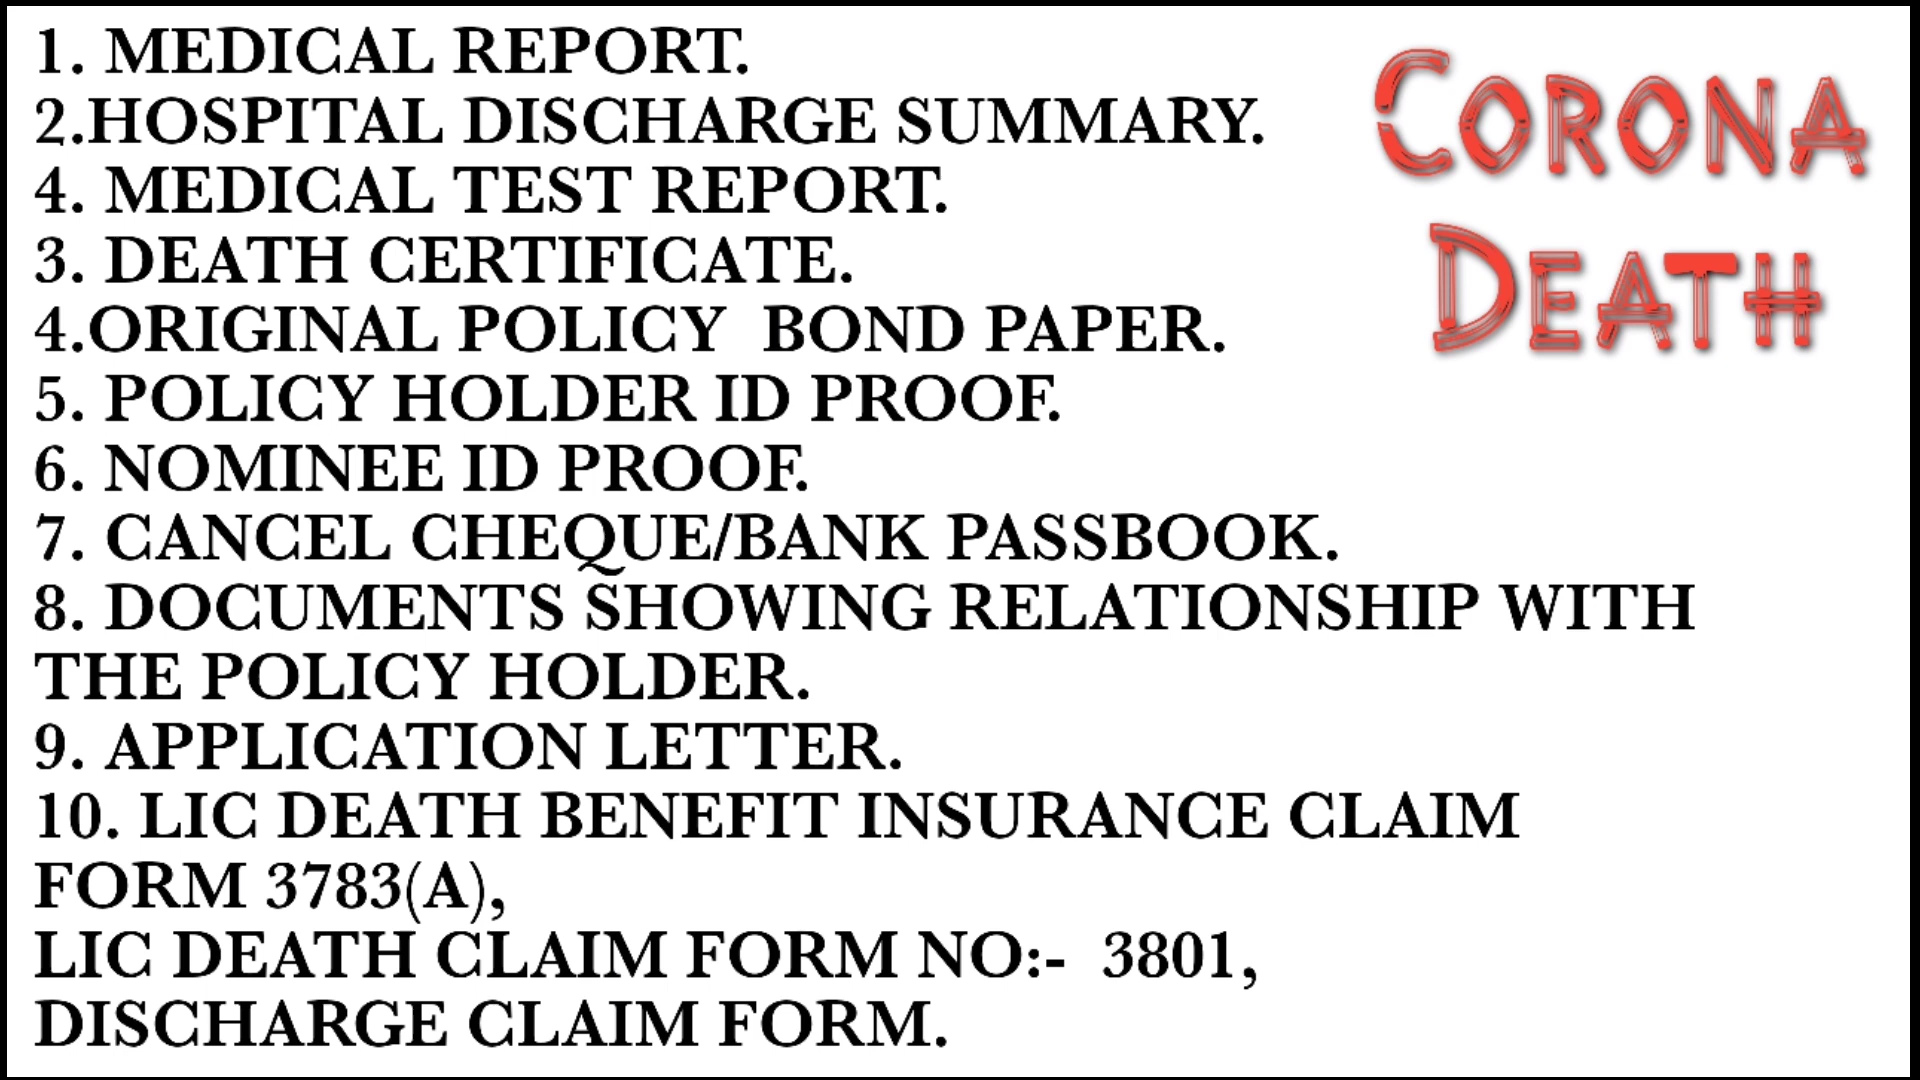 1. MEDICAL REPORT.
2.HOSPITAL DISCHARGE SUMMARY.
4. MEDICAL TEST REPORT.
3. DEATH CERTIFICATE.
4.ORIGINAL POLICY  BOND PAPER.
5. POLICY HOLDER ID PROOF.
6. NOMINEE ID PROOF.
7. CANCEL CHEQUE/BANK PASSBOOK.
8. DOCUMENTS SHOWING RELATIONSHIP WITH
THE POLICY HOLDER.
9. APPLICATION LETTER.
10. LIC DEATH BENEFIT INSURANCE CLAIM
FORM 3783(A),
LIC DEATH CLAIM FORM NO:-  3801,
DISCHARGE CLAIM FORM.
CORONA
DEATH